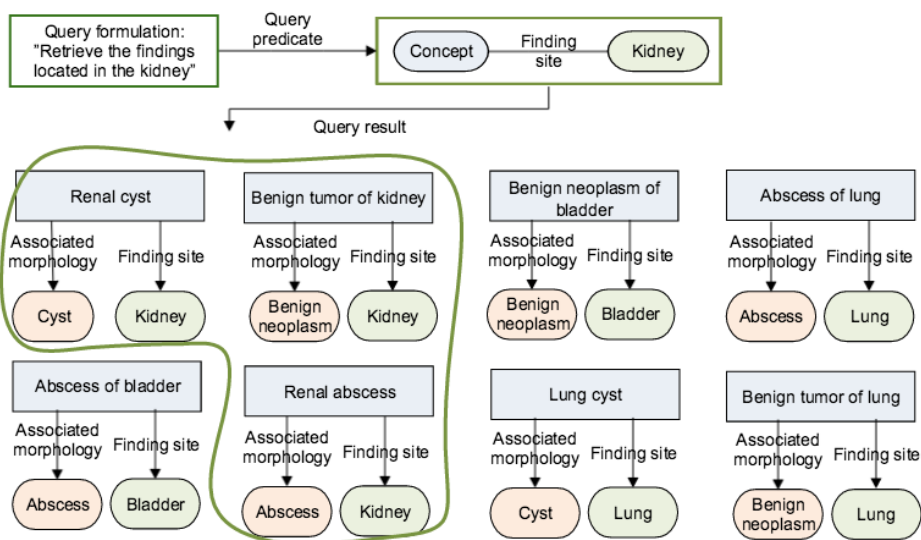 Query formulation:
"Retrieve the findings
located in the kidney"
Query
predicate
Concept
Finding
site
Kidney
Query result
Renal cyst
Associated
morphology
Finding site
Cyst
Kidney
Benign tumor of kidney
Associated
morphology
Finding site
Benign
neoplasm
Kidney
Benign neoplasm of
bladder
Associated
morphology
Finding site
Benign
neoplasm
Bladder
Abscess of lung
Associated
morphology
Finding site
Abscess
Lung
Abscess of bladder
Associated
morphology
Finding site
Abscess
Bladder
Renal abscess
Associated
morphology
Finding site
Abscess
Kidney
Lung cyst
Associated
morphology
Finding site
Cyst
Lung
Benign tumor of lung
Associated
morphology
Finding site
Benign
neoplasm
Lung